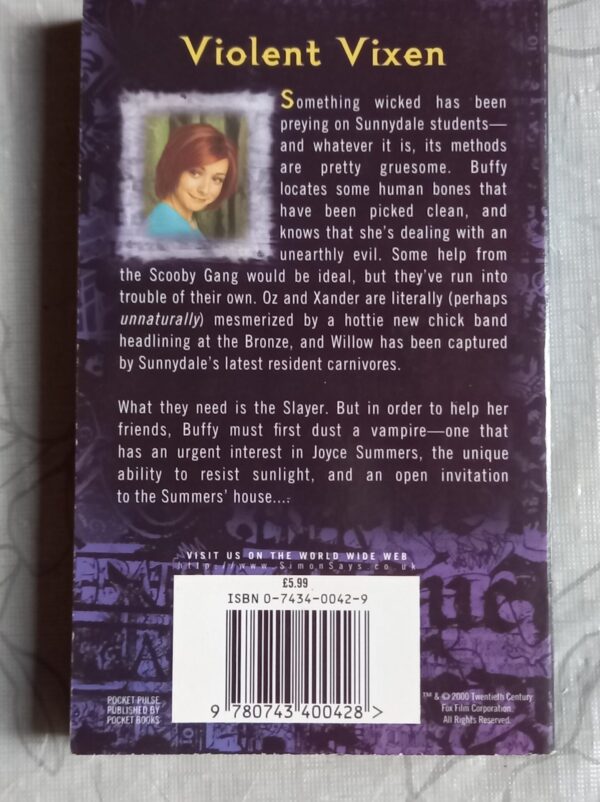 Violent Vixen
Something wicked has been
preying on Sunnydale students—
and whatever it is, its methods
are pretty gruesome. Buffy
locates some human bones that
have been picked clean, and
knows that she's dealing with an
unearthly evil. Some help from
the Scooby Gang would be ideal, but they've run into
trouble of their own. Oz and Xander are literally (perhaps
unnaturally) mesmerized by a hottie new chick band
headlining at the Bronze, and Willow has been captured
by Sunnydale's latest resident carnivores.
What they need is the Slayer. But in order to help her
friends, Buffy must first dust a vampire—one that
has an urgent interest in Joyce Summers, the unique
ability to resist sunlight, and an open invitation
to the Summers' house....
VISIT US ON THE WORLD WIDE WEB
http://www.SimonSays.co.uk
£5.99
ISBN 0-7434-0042-9
9 780743 400428 >
POCKET PULSE
PUBLISHED BY
POCKET BOOKS
™ & © 2000 Twentieth Century
Fox Film Corporation.
All Rights Reserved.